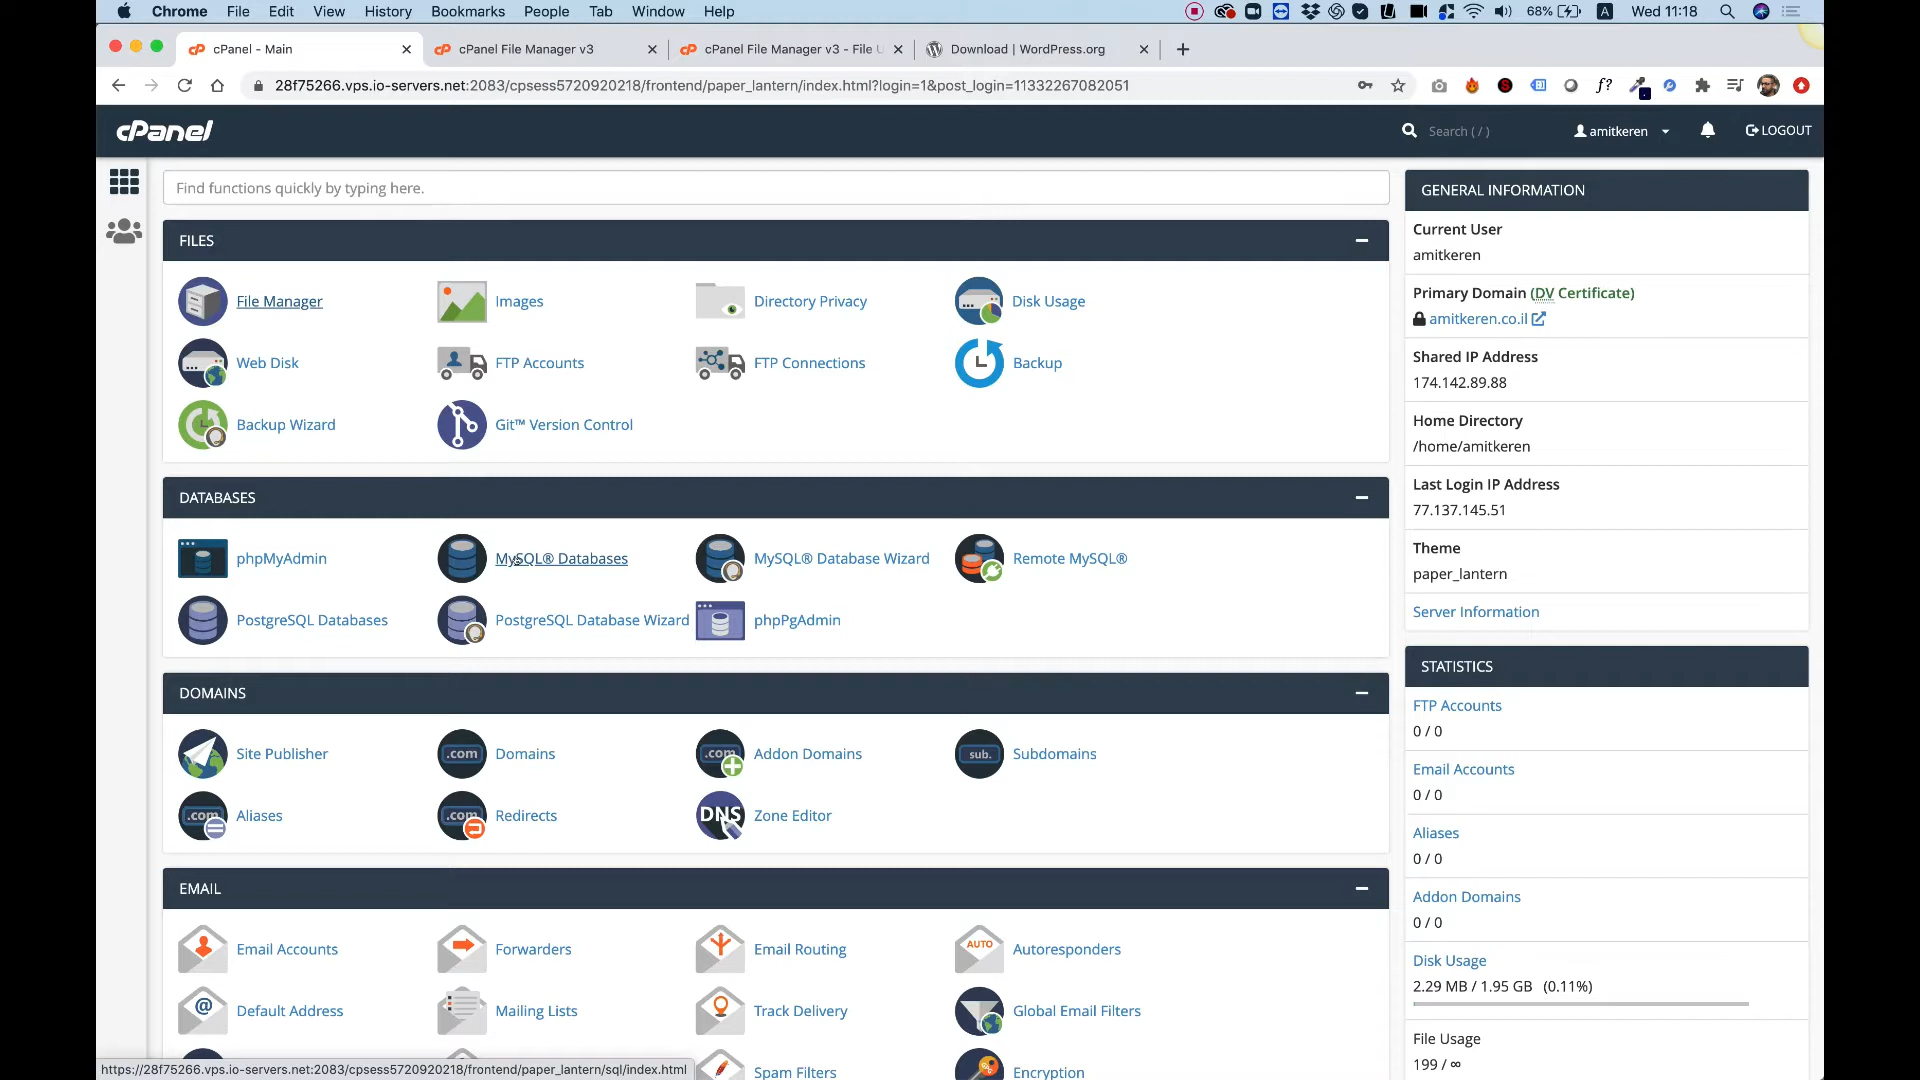 Chrome File Edit View History Bookmarks People Tab Window Help 68% A Wed 11:18
cPanel - Main cPanel File Manager v3 cPanel File Manager v3 - File U Download | WordPress.org
28f75266.vps.io-servers.net:2083/cpsess5720920218/frontend/paper_lantern/index.html?login=1&post_login=11332267082051 f?
cPanel Search ( / ) amitkeren LOGOUT
Find functions quickly by typing here.
FILES
File Manager Images Directory Privacy Disk Usage
Web Disk FTP Accounts FTP Connections Backup
Backup Wizard Git™ Version Control
DATABASES
phpMyAdmin MySQL® Databases MySQL® Database Wizard Remote MySQL®
PostgreSQL Databases PostgreSQL Database Wizard phpPgAdmin
DOMAINS
Site Publisher .com Domains .com Addon Domains sub. Subdomains
.com Aliases .com Redirects DNS Zone Editor
EMAIL
Email Accounts Forwarders Email Routing AUTO Autoresponders
@ Default Address Mailing Lists Track Delivery Global Email Filters
Spam Filters Encryption
https://28f75266.vps.io-servers.net:2083/cpsess5720920218/frontend/paper_lantern/sql/index.html
GENERAL INFORMATION
Current User
amitkeren
Primary Domain (DV Certificate)
amitkeren.co.il
Shared IP Address
174.142.89.88
Home Directory
/home/amitkeren
Last Login IP Address
77.137.145.51
Theme
paper_lantern
Server Information
STATISTICS
FTP Accounts
0 / 0
Email Accounts
0 / 0
Aliases
0 / 0
Addon Domains
0 / 0
Disk Usage
2.29 MB / 1.95 GB (0.11%)
File Usage
199 / ∞